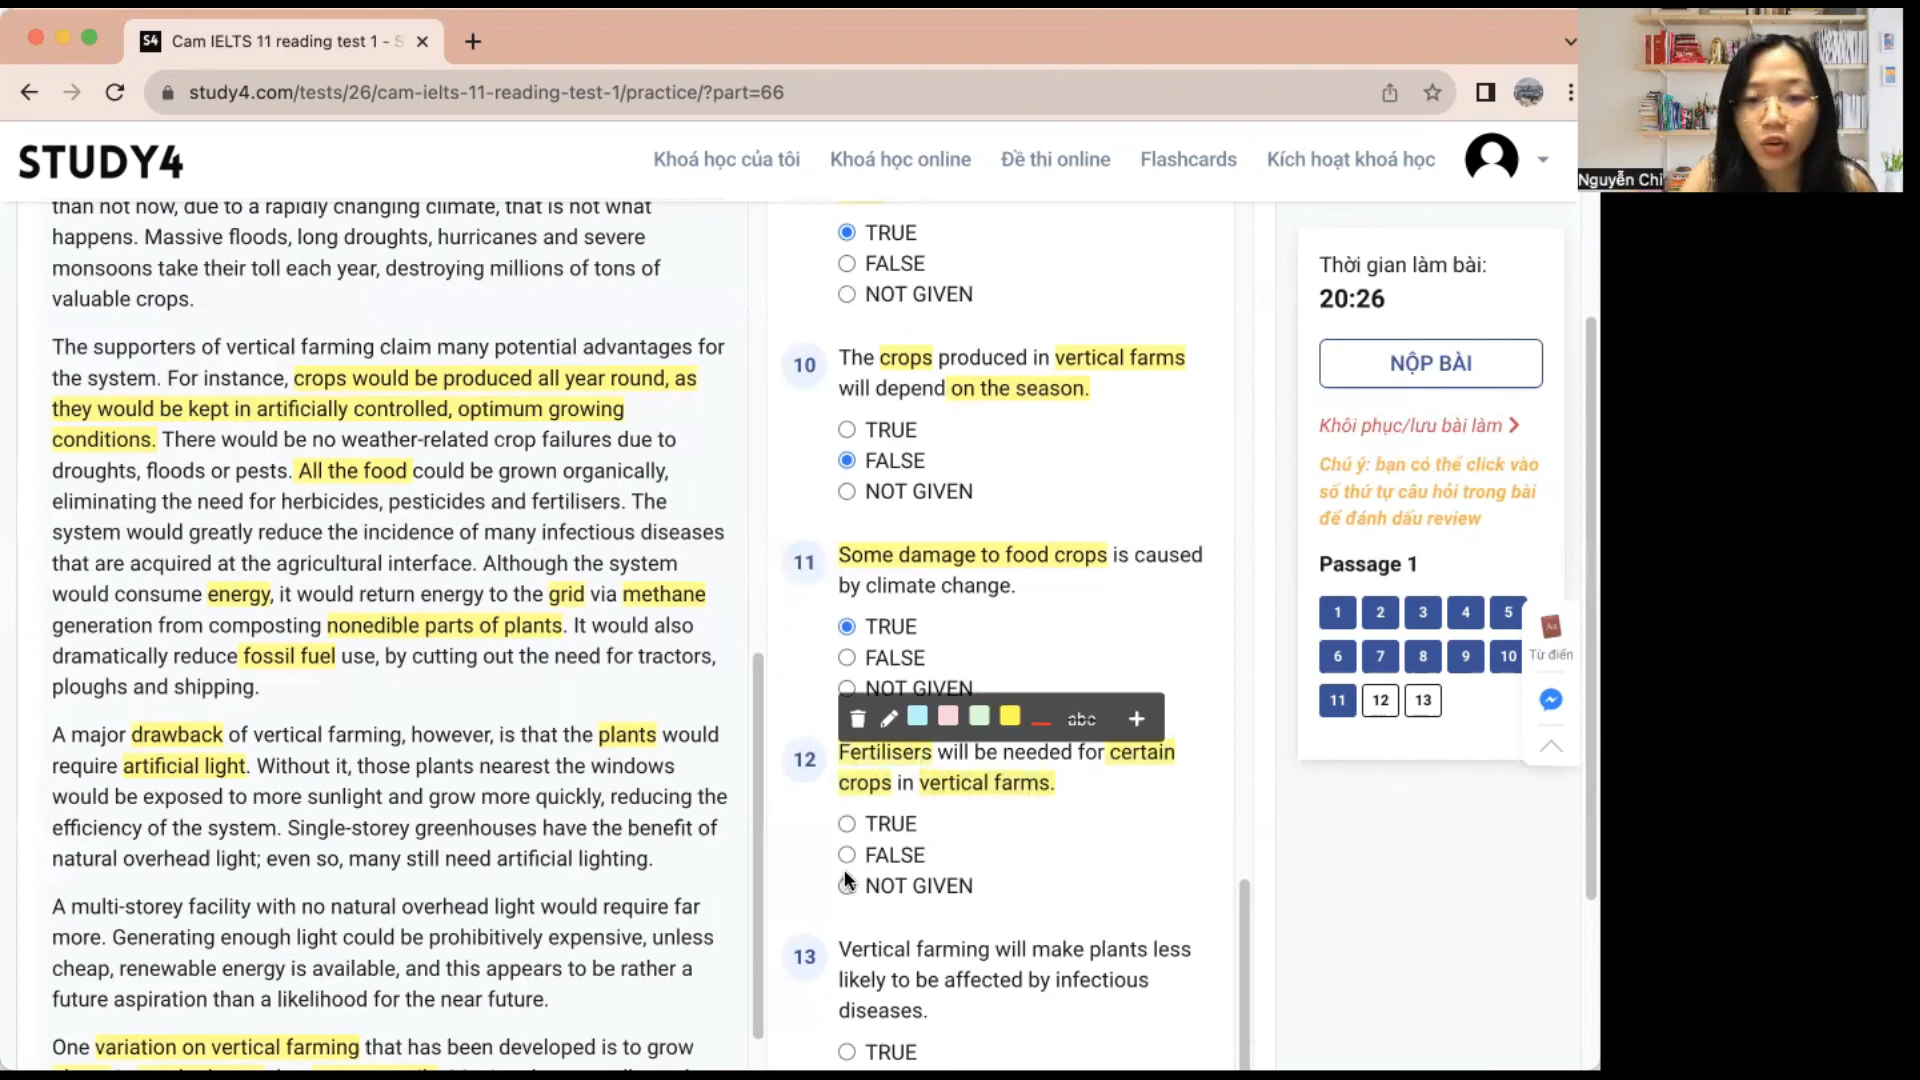 S4 Cam IELTS 11 reading test 1 - S
study4.com/tests/26/cam-ielts-11-reading-test-1/practice/?part=66
Nguyễn Chi
STUDY4
Khoá học của tôi
Khoá học online
Đề thi online
Flashcards
Kích hoạt khoá học
than not now, due to a rapidly changing climate, that is not what
happens. Massive floods, long droughts, hurricanes and severe
monsoons take their toll each year, destroying millions of tons of
valuable crops.
The supporters of vertical farming claim many potential advantages for
the system. For instance, crops would be produced all year round, as
they would be kept in artificially controlled, optimum growing
conditions. There would be no weather-related crop failures due to
droughts, floods or pests. All the food could be grown organically,
eliminating the need for herbicides, pesticides and fertilisers. The
system would greatly reduce the incidence of many infectious diseases
that are acquired at the agricultural interface. Although the system
would consume energy, it would return energy to the grid via methane
generation from composting nonedible parts of plants. It would also
dramatically reduce fossil fuel use, by cutting out the need for tractors,
ploughs and shipping.
A major drawback of vertical farming, however, is that the plants would
require artificial light. Without it, those plants nearest the windows
would be exposed to more sunlight and grow more quickly, reducing the
efficiency of the system. Single-storey greenhouses have the benefit of
natural overhead light; even so, many still need artificial lighting.
A multi-storey facility with no natural overhead light would require far
more. Generating enough light could be prohibitively expensive, unless
cheap, renewable energy is available, and this appears to be rather a
future aspiration than a likelihood for the near future.
One variation on vertical farming that has been developed is to grow
TRUE
FALSE
NOT GIVEN
10 The crops produced in vertical farms
will depend on the season.
TRUE
FALSE
NOT GIVEN
11 Some damage to food crops is caused
by climate change.
TRUE
FALSE
NOT GIVEN
abc
12 Fertilisers will be needed for certain
crops in vertical farms.
TRUE
FALSE
NOT GIVEN
13 Vertical farming will make plants less
likely to be affected by infectious
diseases.
TRUE
Thời gian làm bài:
20:26
NỘP BÀI
Khôi phục/lưu bài làm
Chú ý: bạn có thể click vào
số thứ tự câu hỏi trong bài
để đánh dấu review
Passage 1
1 2 3 4 5
6 7 8 9 10
11 12 13
Từ điển